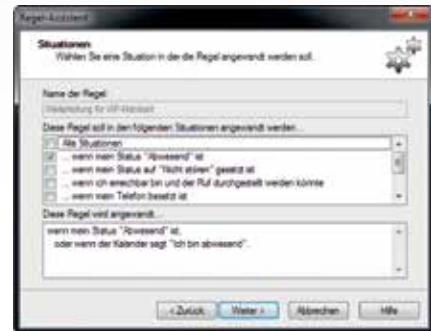 Regel-Assistent
Situationen
Wählen Sie eine Situation in der die Regel angewandt werden soll.
Name der Regel:
Weiterleitung für VIP-Mandant
Diese Regel soll in den folgenden Situationen angewandt werden...
Alle Situationen
... wenn mein Status "Abwesend" ist
... wenn mein Status auf "Nicht stören" gesetzt ist
... wenn ich erreichbar bin und der Ruf durchgestellt werden könnte
... wenn mein Telefon besetzt ist
Diese Regel wird angewandt...
wenn mein Status "Abwesend" ist,
oder wenn der Kalender sagt "Ich bin abwesend".
< Zurück
Weiter >
Abbrechen
Hilfe